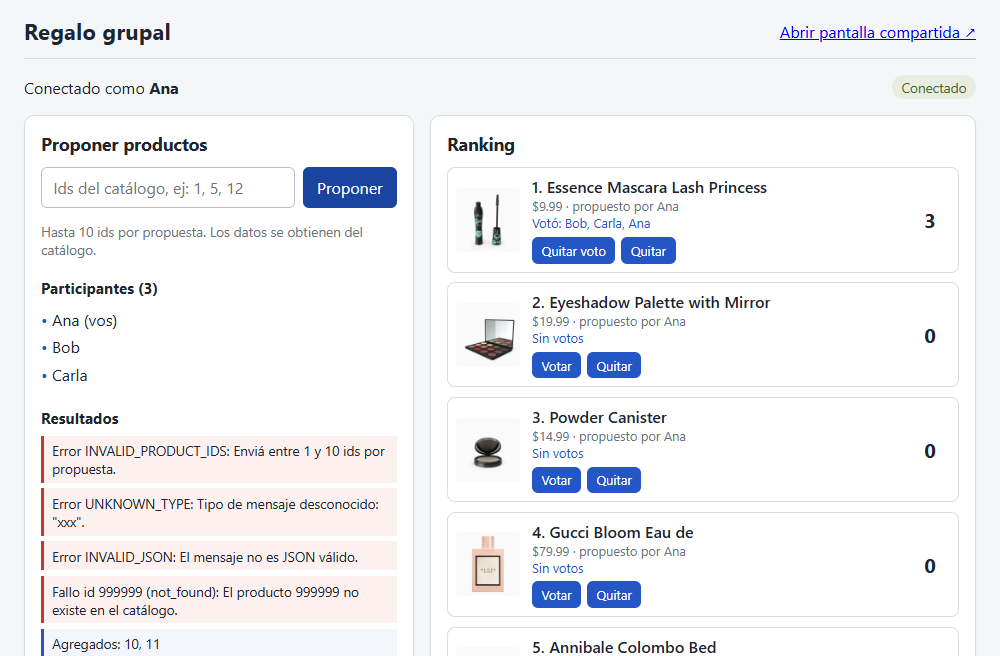 Regalo grupal
Abrir pantalla compartida ↗
Conectado como Ana
Conectado
Proponer productos
Ids del catálogo, ej: 1, 5, 12
Proponer
Hasta 10 ids por propuesta. Los datos se obtienen del
catálogo.
Participantes (3)
• Ana (vos)
• Bob
• Carla
Resultados
Error INVALID_PRODUCT_IDS: Enviá entre 1 y 10 ids por
propuesta.
Error UNKNOWN_TYPE: Tipo de mensaje desconocido:
"xxx".
Error INVALID_JSON: El mensaje no es JSON válido.
Fallo id 999999 (not_found): El producto 999999 no
existe en el catálogo.
Agregados: 10, 11
Ranking
1. Essence Mascara Lash Princess
$9.99 · propuesto por Ana
Votó: Bob, Carla, Ana
Quitar voto
Quitar
3
2. Eyeshadow Palette with Mirror
$19.99 · propuesto por Ana
Sin votos
Votar
Quitar
0
3. Powder Canister
$14.99 · propuesto por Ana
Sin votos
Votar
Quitar
0
4. Gucci Bloom Eau de
$79.99 · propuesto por Ana
Sin votos
Votar
Quitar
0
5. Annibale Colombo Bed